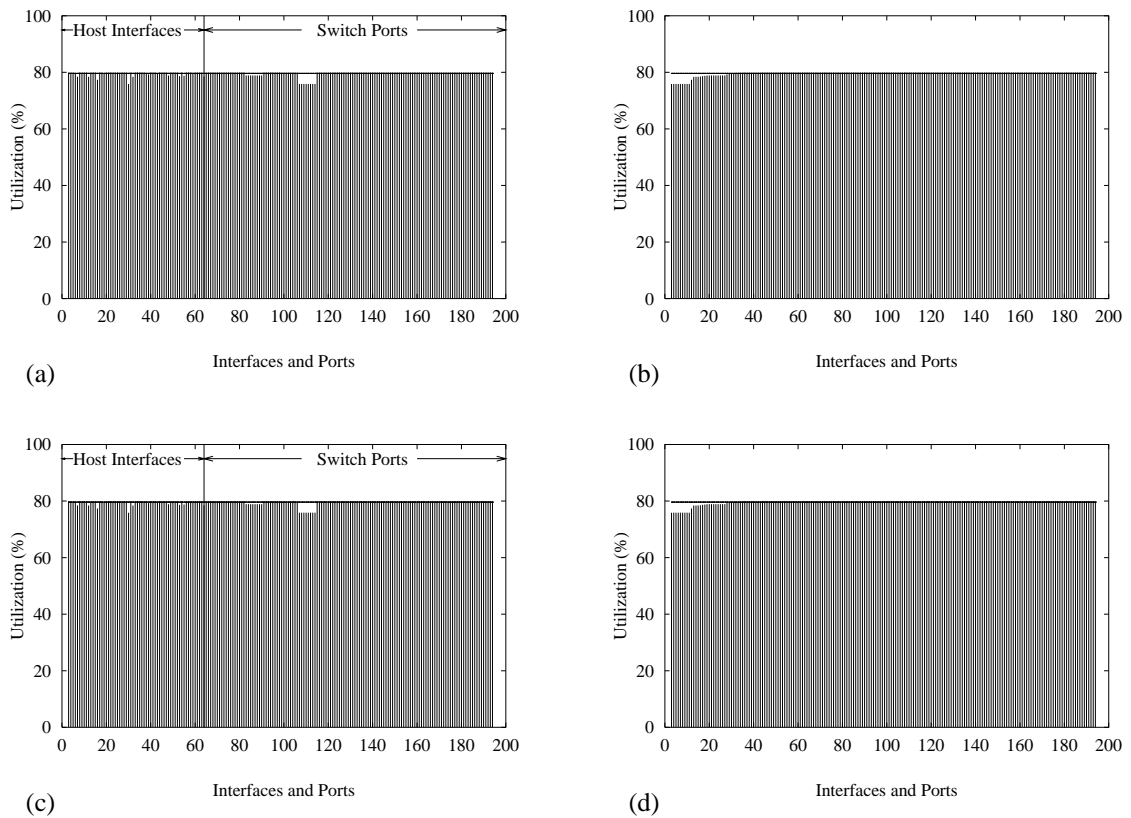 100
80
60
40
20
0
Utilization (%)
Host Interfaces
Switch Ports
0 20 40 60 80 100 120 140 160 180 200
Interfaces and Ports
(a)
100
80
60
40
20
0
Utilization (%)
0 20 40 60 80 100 120 140 160 180 200
Interfaces and Ports
(b)
100
80
60
40
20
0
Utilization (%)
Host Interfaces
Switch Ports
0 20 40 60 80 100 120 140 160 180 200
Interfaces and Ports
(c)
100
80
60
40
20
0
Utilization (%)
0 20 40 60 80 100 120 140 160 180 200
Interfaces and Ports
(d)